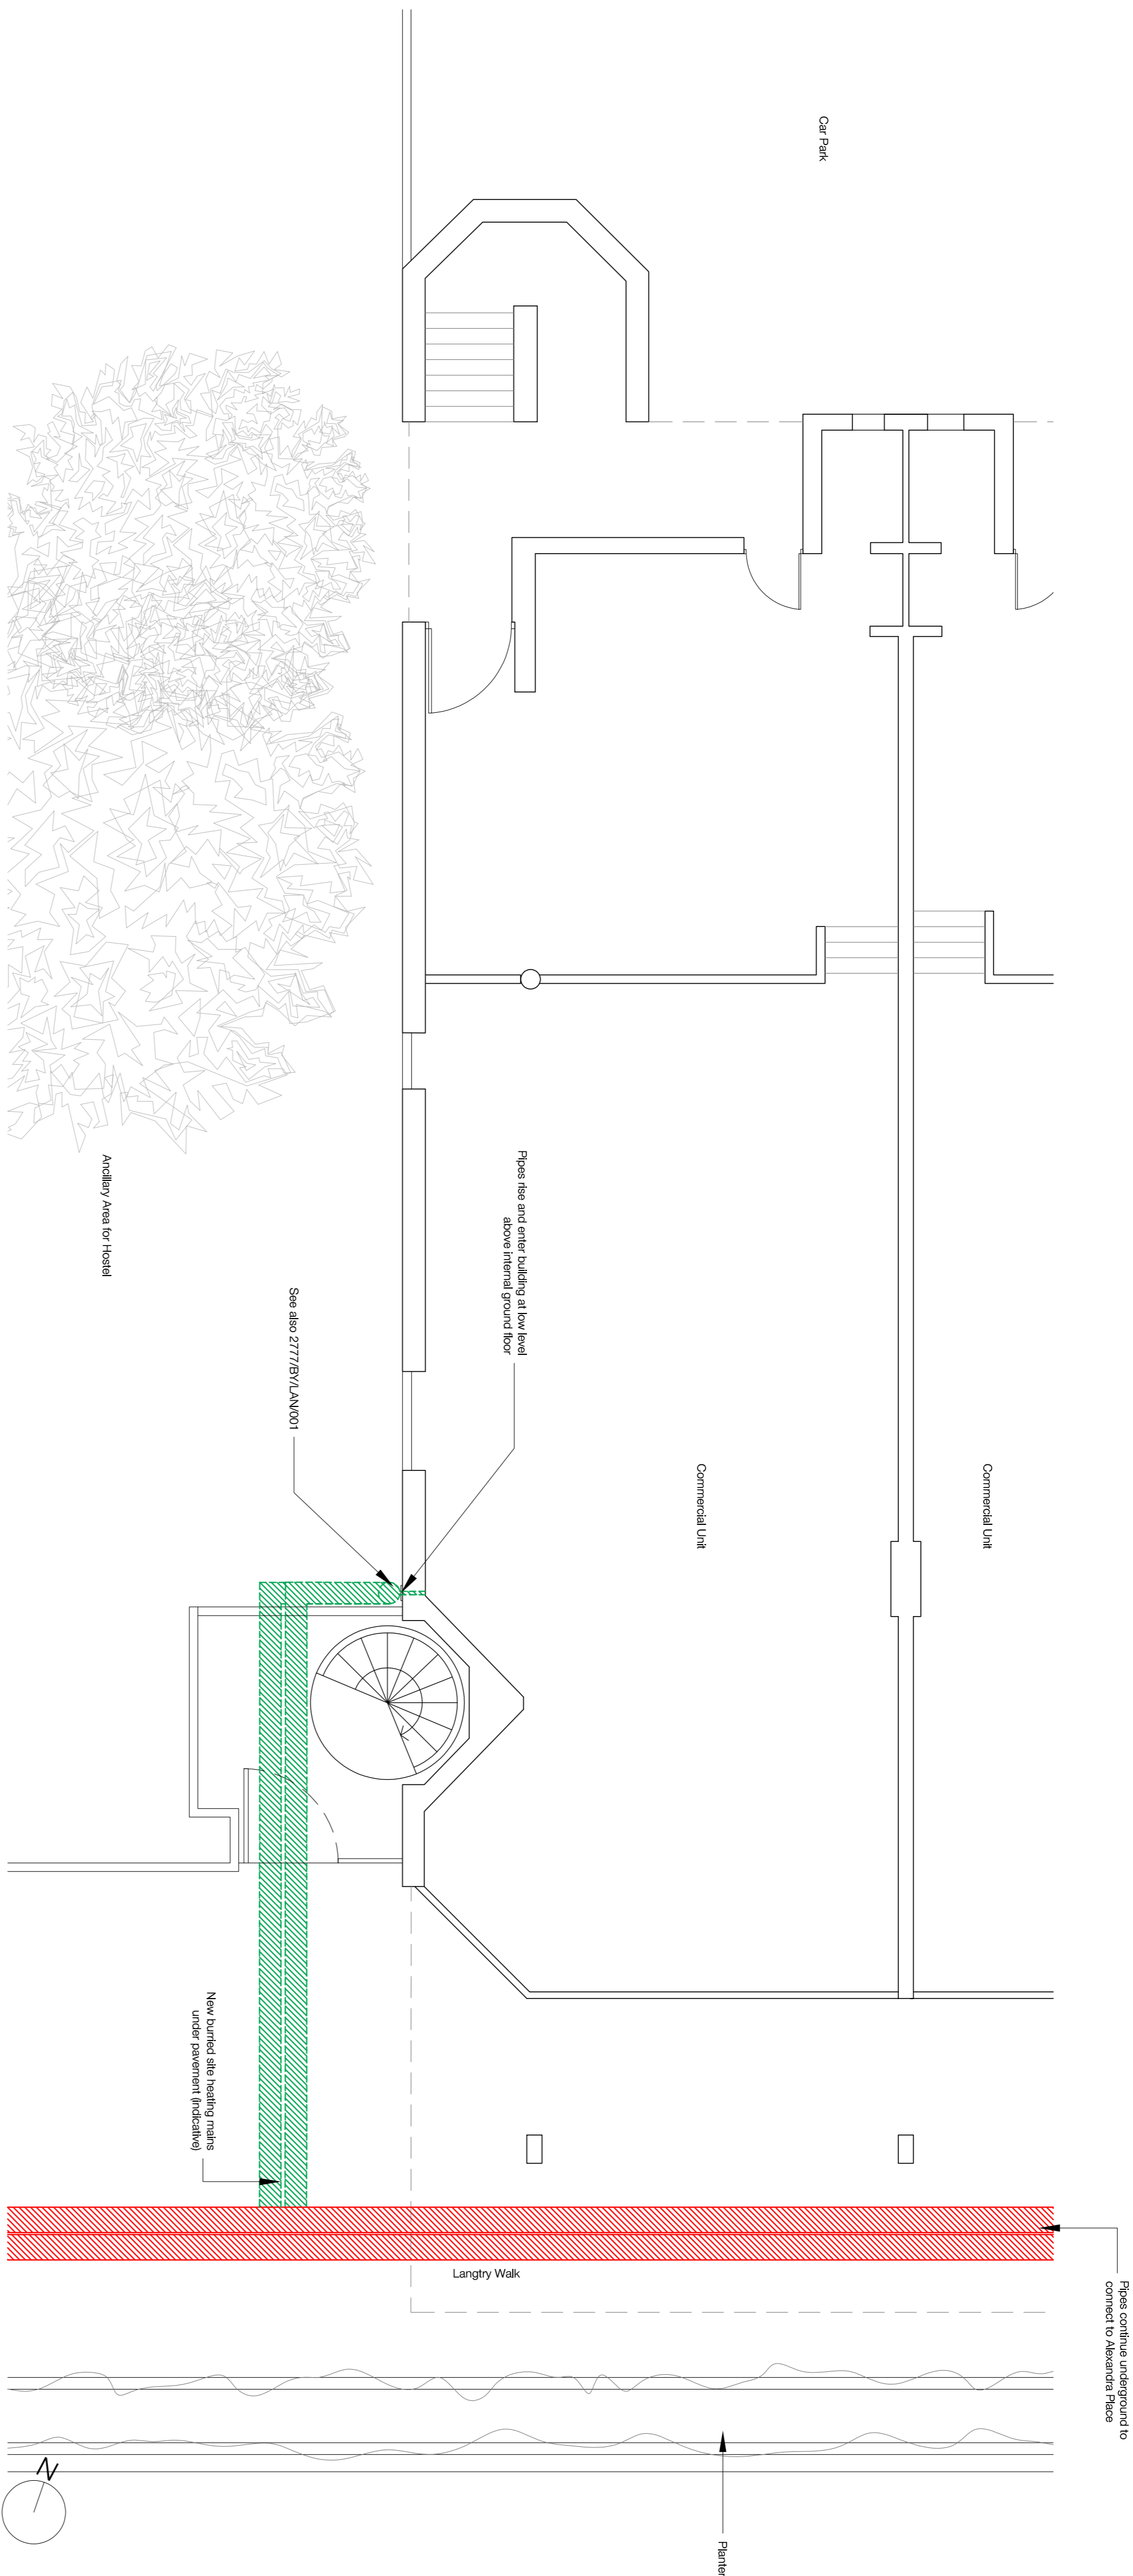 Car Park
Ancillary Area for Hostel
Pipes rise and enter building at low level
above internal ground floor
See also 2777/BY/LAN/001
Commercial Unit
Commercial Unit
New burried site heating mains
under pavement (indicative)
Langtry Walk
Pipes continue underground to
connect to Alexandra Place
Planter
N